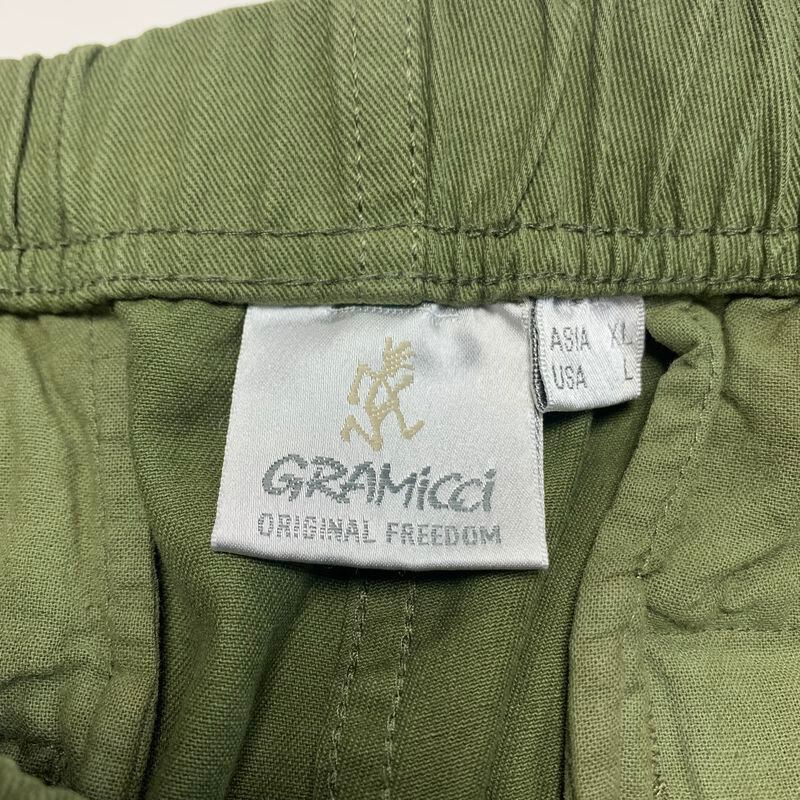 GRAMiCCi
ORIGINAL FREEDOM
ASIA XL
USA L